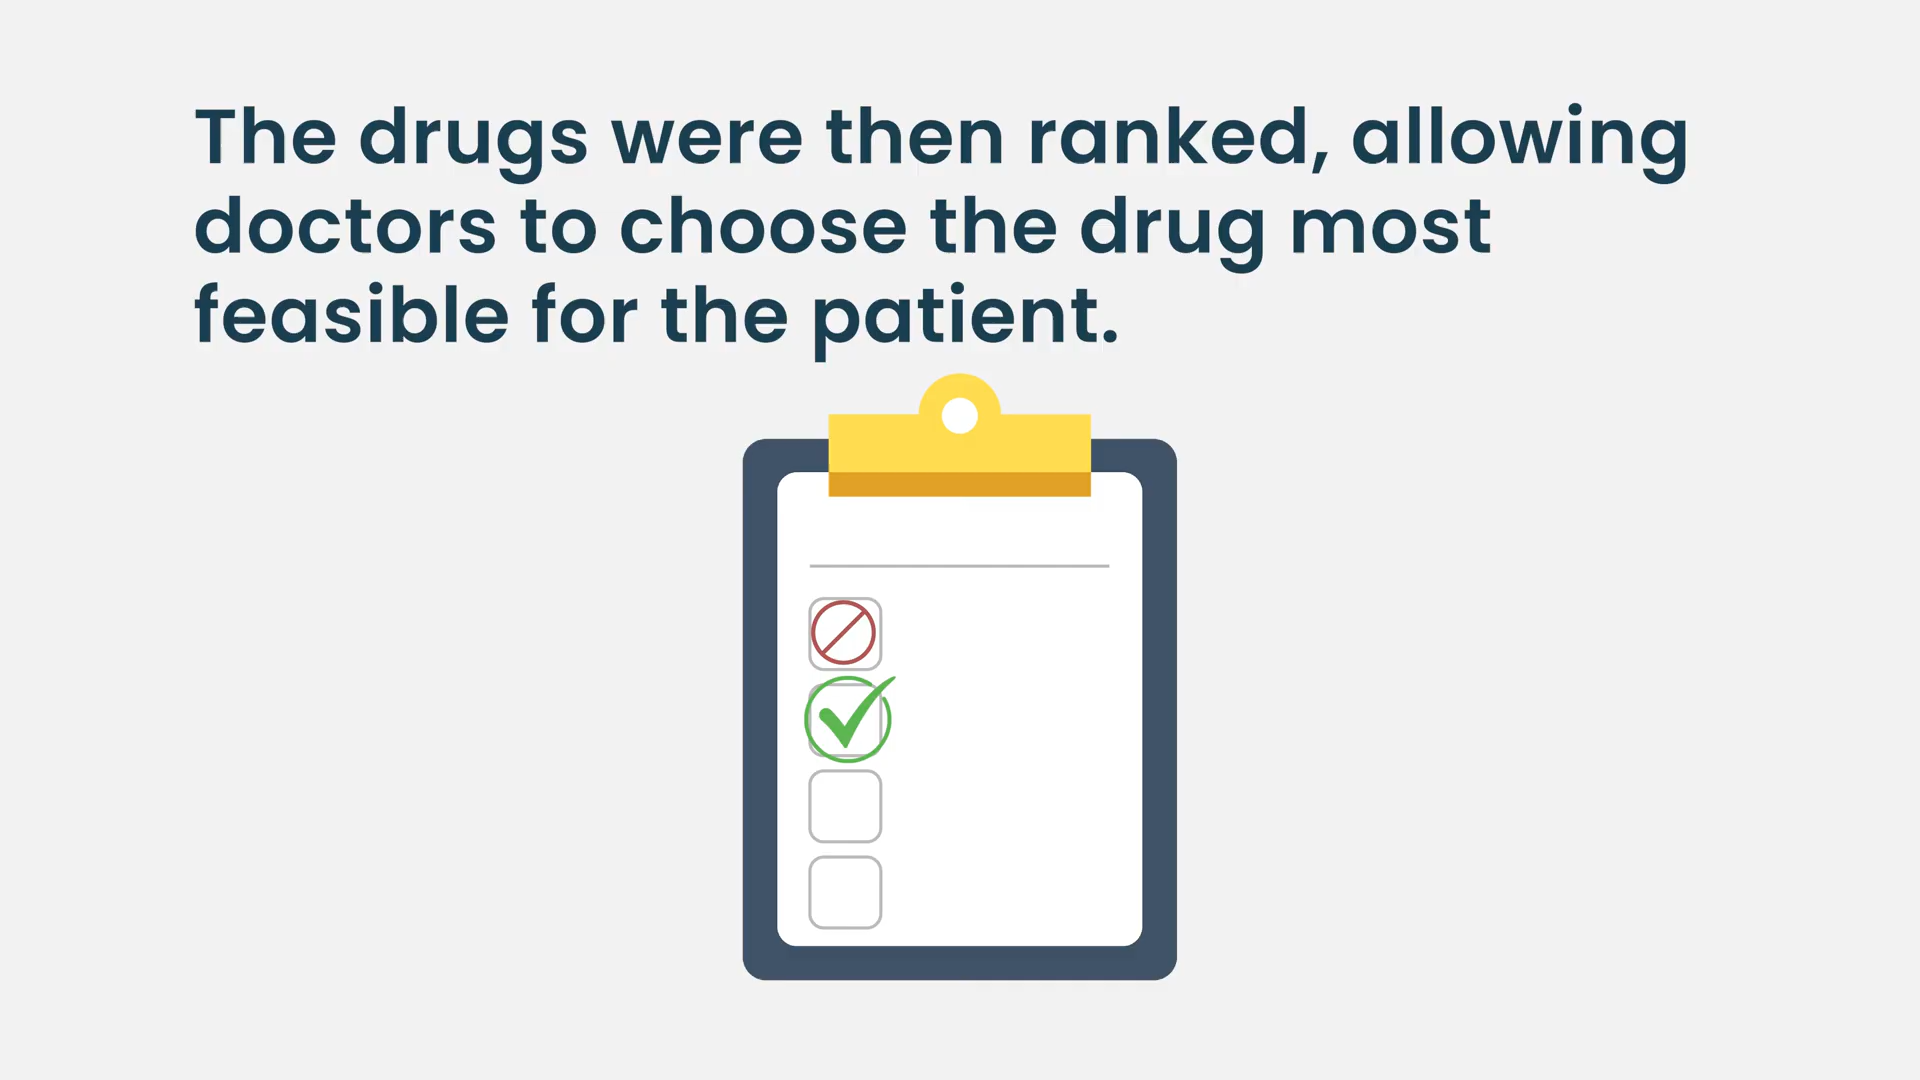 The drugs were then ranked, allowing
doctors to choose the drug most
feasible for the patient.